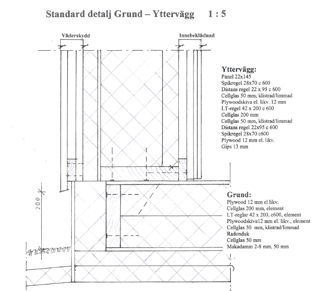 Standard detalj Grund – Yttervägg 1 : 5
Väderskydd
Innebeklädnad
Yttervägg:
Panel 22x145
Spikregel 28x70 c 600
Distans regel 22 x 95 c 600
Cellglas 50 mm, klistrad/limmad
Plywoodskiva el. likv. 12 mm
LT-regel 42 x 200 c 600
Cellglas 200 mm
Cellglas 50 mm, klistrad/limmad
Distans regel 22x95 c 600
Spikregel 28x70 c600
Plywood 12 mm el. likv.
Gips 13 mm
200
Grund:
Plywood 12 mm el likv.
Cellglas 200 mm, element
LT-reglar 42 x 200, c600, element
Plywoodskiva12 mm el. likv., element
Cellglas 50 mm, klistrad/limmad
Radonduk
Cellglas 50 mm
Makadamm 2-8 mm, 50 mm